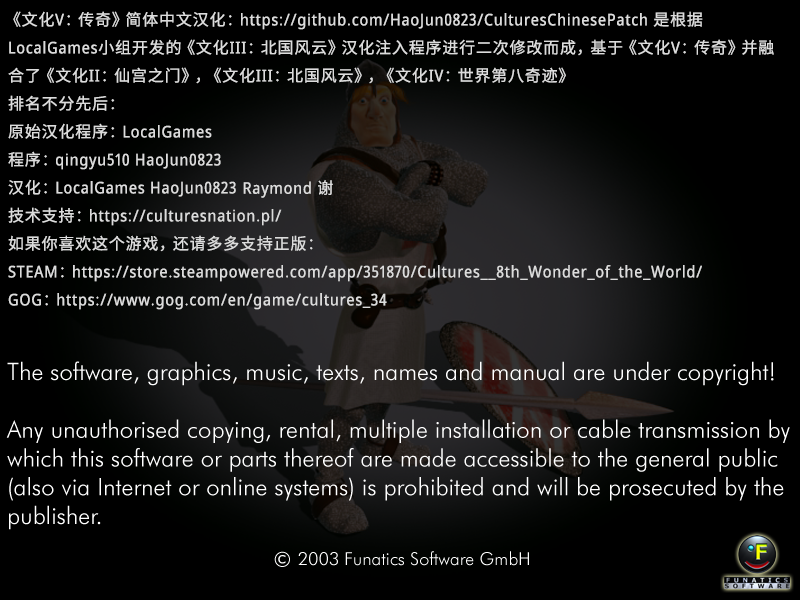 《文化V：传奇》简体中文汉化：https://github.com/HaoJun0823/CulturesChinesePatch 是根据
LocalGames小组开发的《文化III：北国风云》汉化注入程序进行二次修改而成，基于《文化V：传奇》并融
合了《文化II：仙宫之门》，《文化III：北国风云》，《文化IV：世界第八奇迹》
排名不分先后：
原始汉化程序：LocalGames
程序：qingyu510 HaoJun0823
汉化：LocalGames HaoJun0823 Raymond 谢
技术支持：https://culturesnation.pl/
如果你喜欢这个游戏，还请多多支持正版：
STEAM：https://store.steampowered.com/app/351870/Cultures__8th_Wonder_of_the_World/
GOG：https://www.gog.com/en/game/cultures_34
The software, graphics, music, texts, names and manual are under copyright!
Any unauthorised copying, rental, multiple installation or cable transmission by
which this software or parts thereof are made accessible to the general public
(also via Internet or online systems) is prohibited and will be prosecuted by the
publisher.
© 2003 Funatics Software GmbH
F
FUNATICS
SOFTWARE